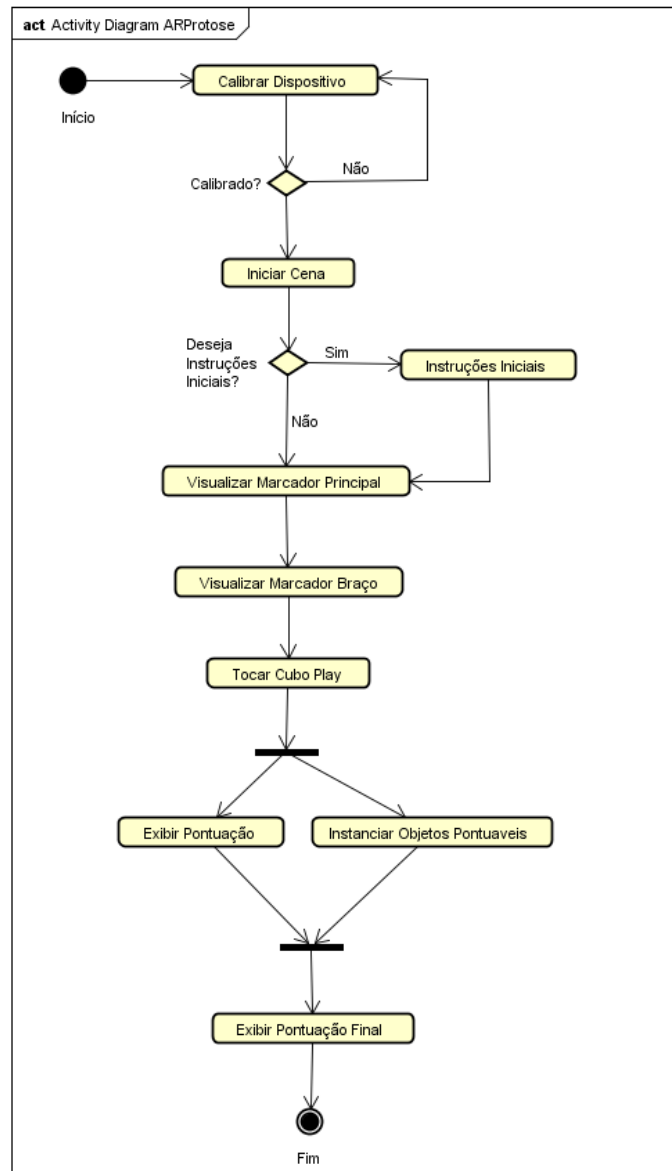 act Activity Diagram ARProtose
Calibrar Dispositivo
Início
Não
Calibrado?
Iniciar Cena
Deseja
Instruções
Iniciais?
Sim
Instruções Iniciais
Não
Visualizar Marcador Principal
Visualizar Marcador Braço
Tocar Cubo Play
Exibir Pontuação
Instanciar Objetos Pontuaveis
Exibir Pontuação Final
Fim